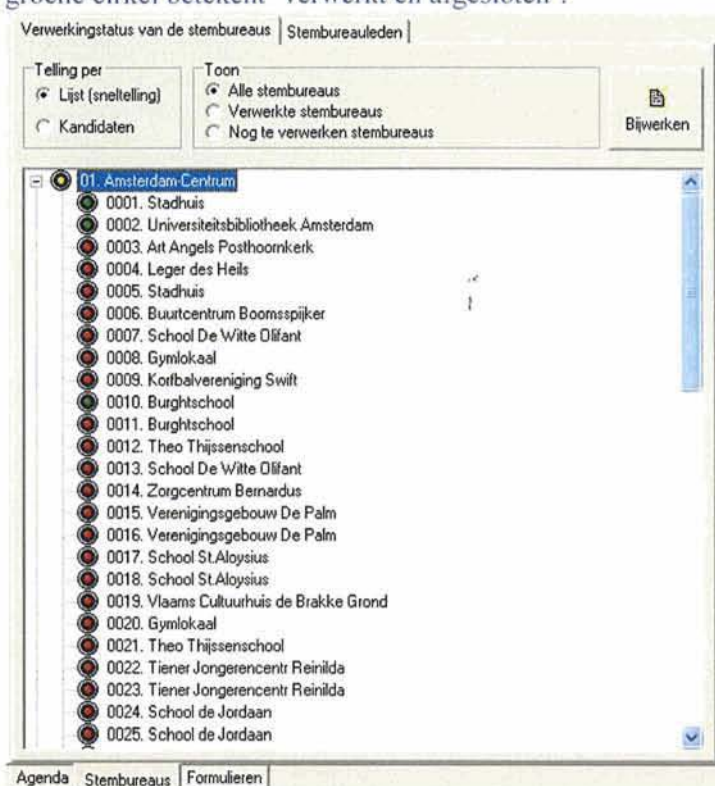 groene cirkel betekent "verwerkt en afgesloten".
Verwerkingstatus van de stembureaus Stembureauleden
Telling per
Lijst (sneltelling)
Kandidaten
Toon
Alle stembureaus
Verwerkte stembureaus
Nog te verwerken stembureaus
Bijwerken
01. Amsterdam-Centrum
0001. Stadhuis
0002. Universiteitsbibliotheek Amsterdam
0003. Art Angels Posthoornkerk
0004. Leger des Heils
0005. Stadhuis
0006. Buurtcentrum Boomsspijker
0007. School De Witte Olifant
0008. Gymlokaal
0009. Korfbalvereniging Swift
0010. Burghtschool
0011. Burghtschool
0012. Theo Thijssenschool
0013. School De Witte Olifant
0014. Zorgcentrum Bernardus
0015. Verenigingsgebouw De Palm
0016. Verenigingsgebouw De Palm
0017. School St.Aloysius
0018. School St.Aloysius
0019. Vlaams Cultuurhuis de Brakke Grond
0020. Gymlokaal
0021. Theo Thijssenschool
0022. Tiener Jongerencentr Reinilda
0023. Tiener Jongerencentr Reinilda
0024. School de Jordaan
0025. School de Jordaan
Agenda Stembureaus Formulieren